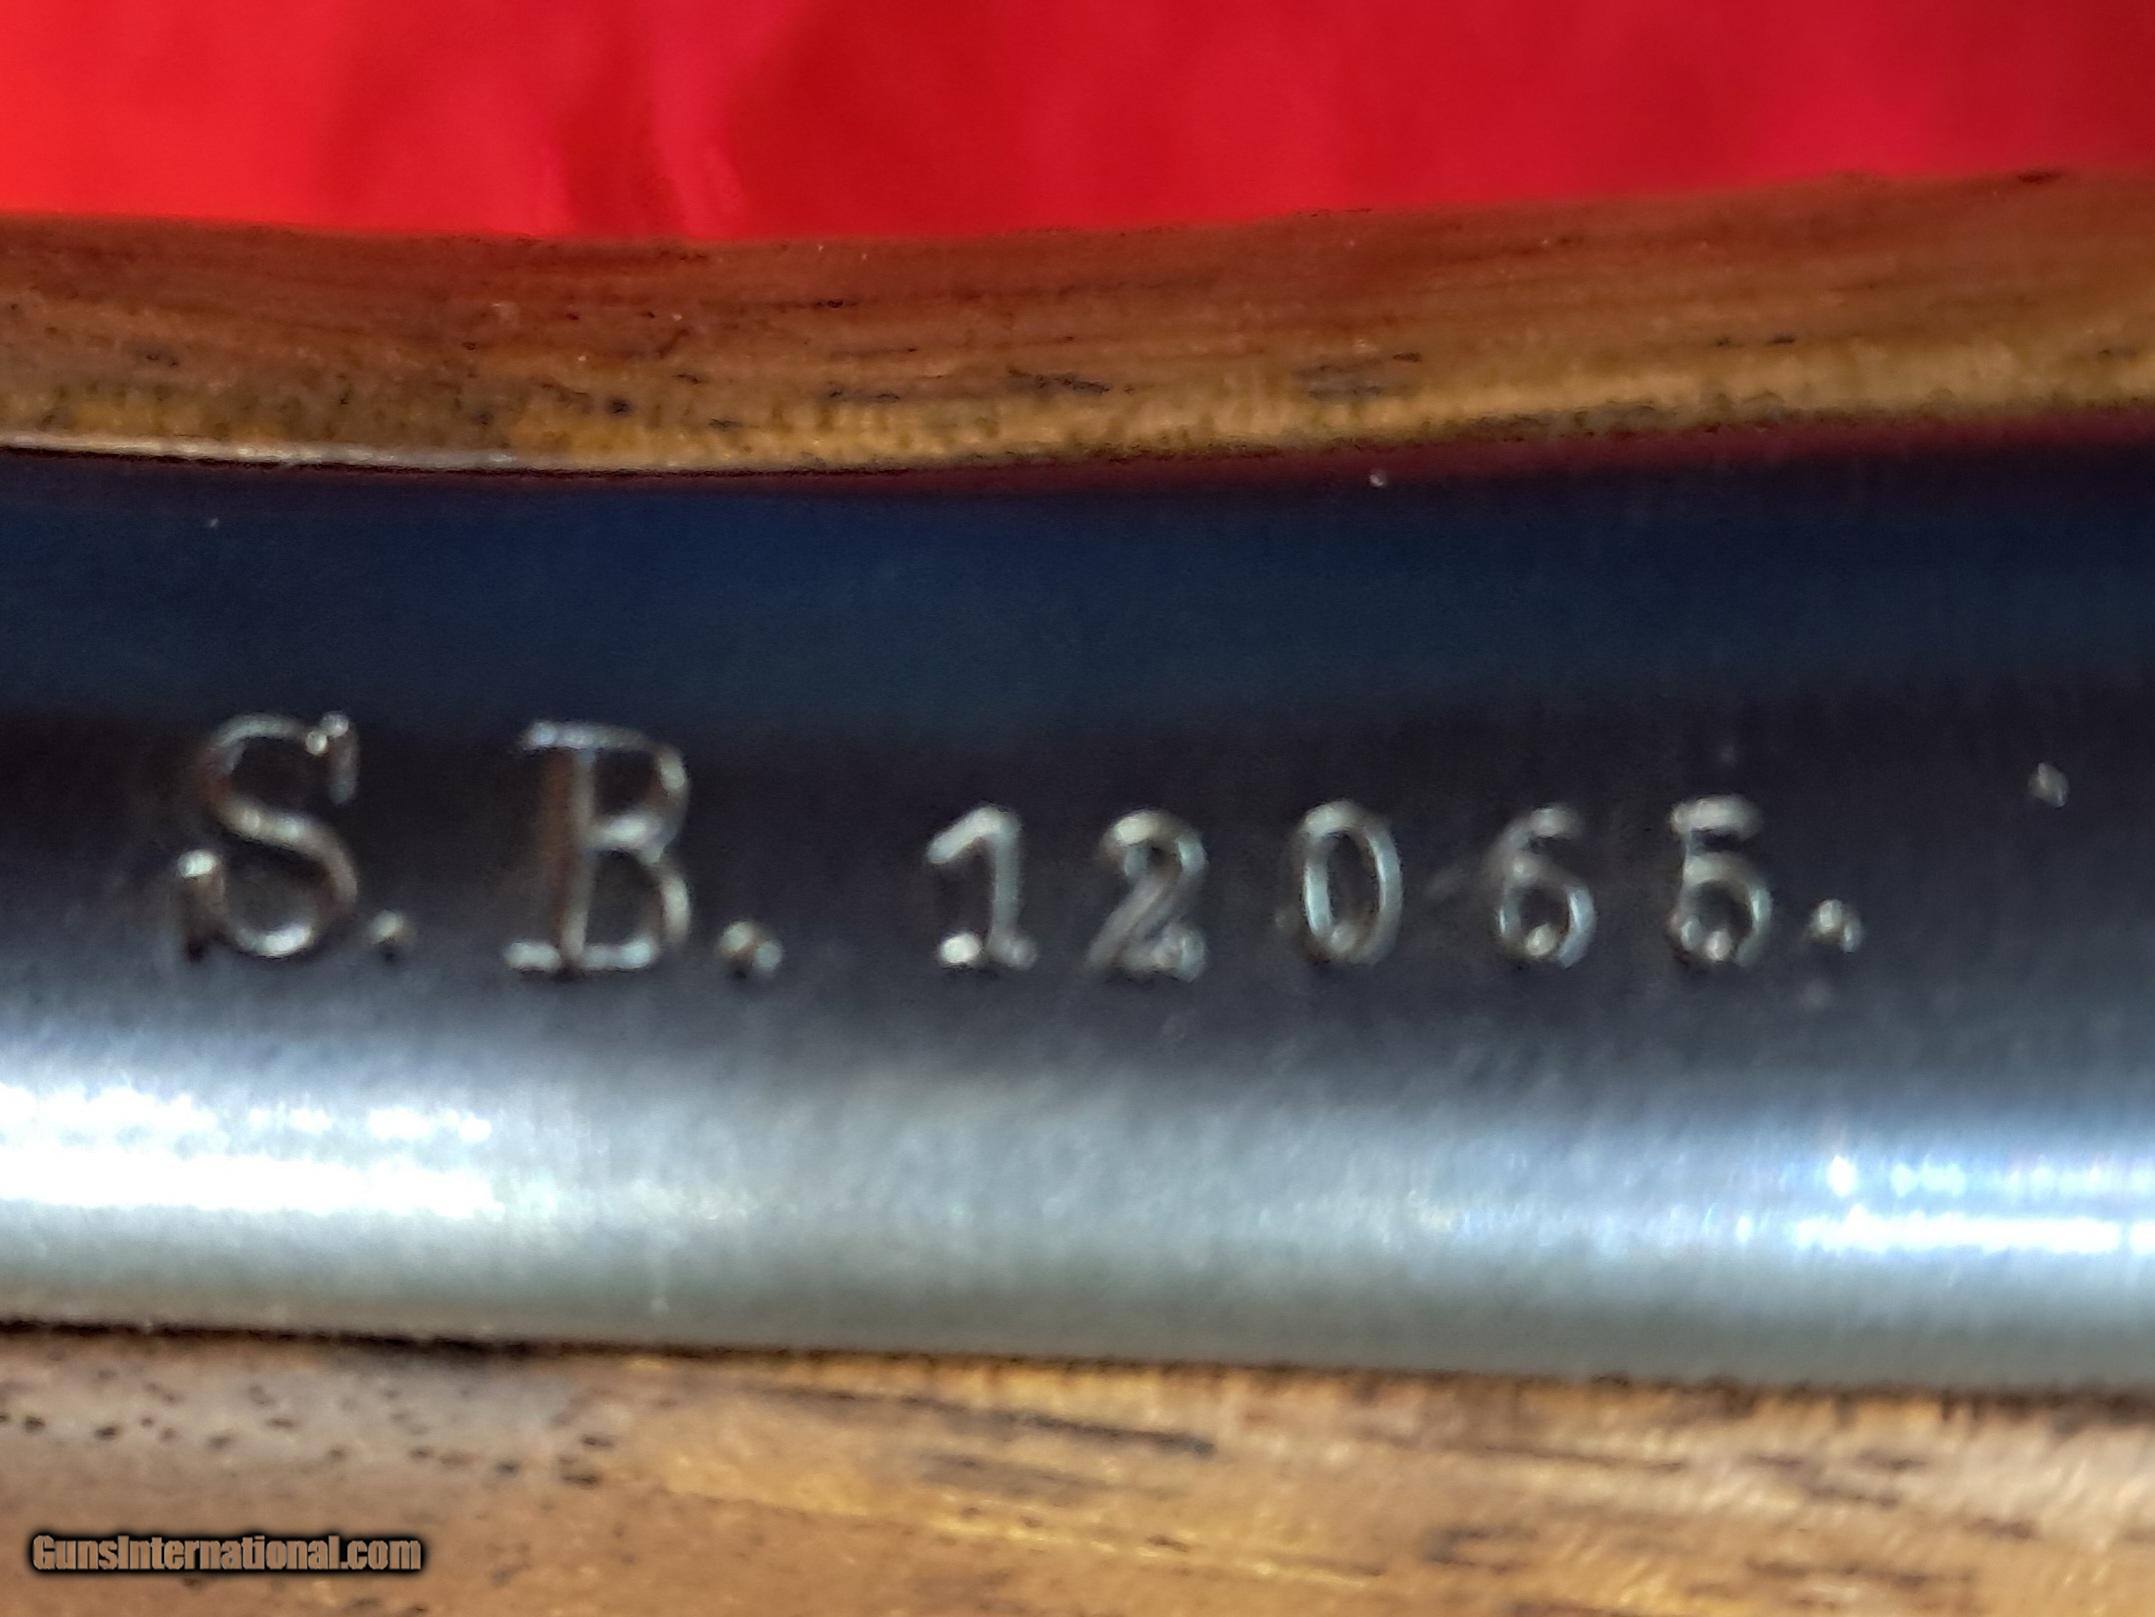 S. B. 12065.
GunsInternational.com